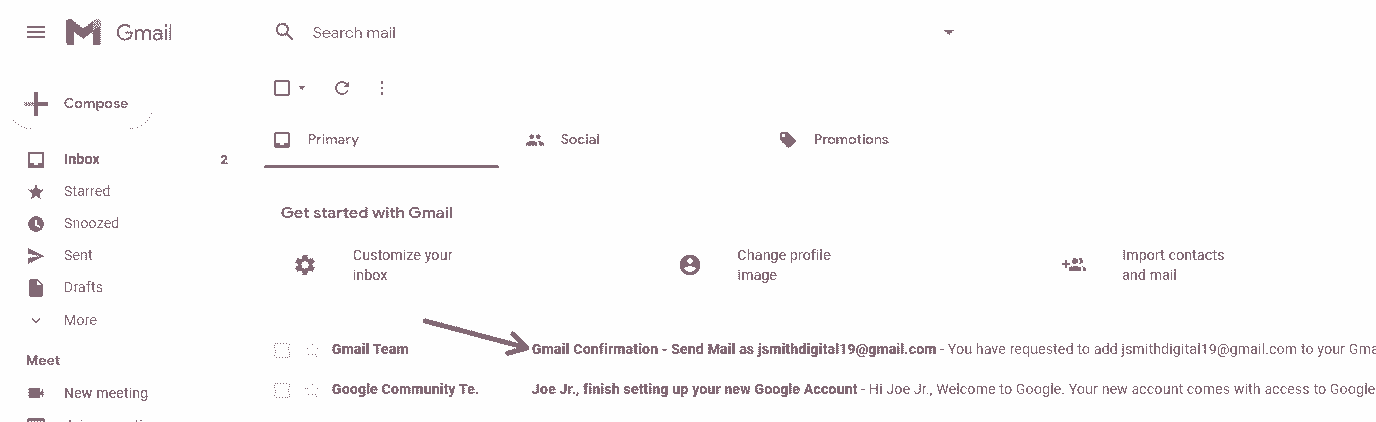 Gmail
Search mail
Compose
Primary
Social
Promotions
Inbox 2
Starred
Snoozed
Sent
Drafts
More
Meet
New meeting
Get started with Gmail
Customize your
inbox
Change profile
image
Import contacts
and mail
Gmail Team Gmail Confirmation - Send Mail as jsmithdigital19@gmail.com - You have requested to add jsmithdigital19@gmail.com to your
Google Community Te. Joe Jr., finish setting up your new Google Account - Hi Joe Jr., Welcome to Google. Your new account comes with access to Google